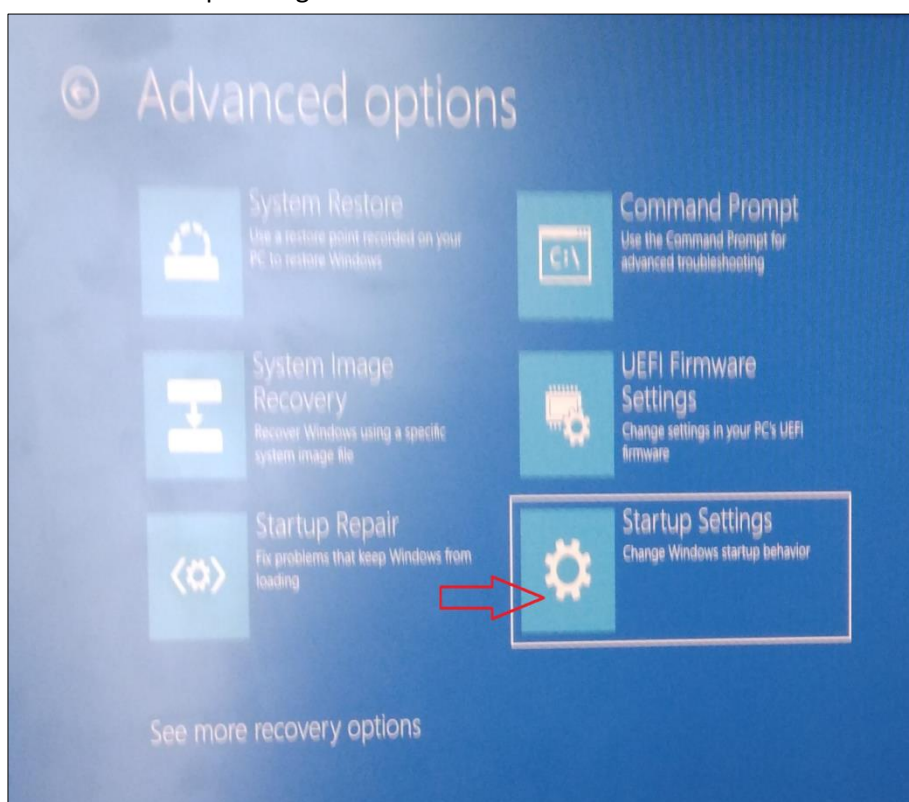 Advanced options
System Restore
Use a restore point recorded on your
PC to restore Windows
Command Prompt
Use the Command Prompt for
advanced troubleshooting
C:\
System Image
Recovery
Recover Windows using a specific
system image file
UEFI Firmware
Settings
Change settings in your PC's UEFI
firmware
Startup Repair
Fix problems that keep Windows from
loading
Startup Settings
Change Windows startup behavior
See more recovery options